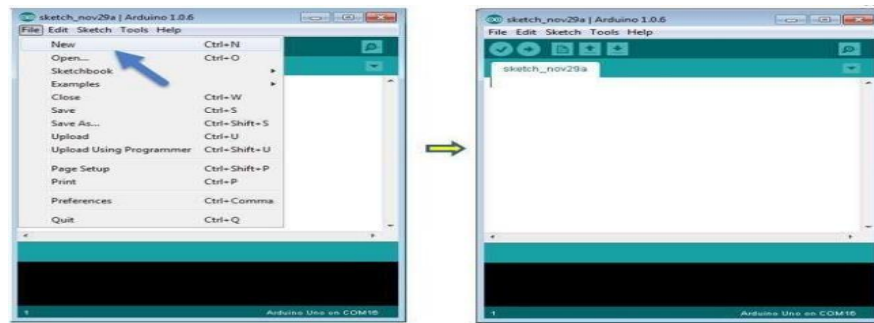 sketch_nov29a | Arduino 1.0.6
File Edit Sketch Tools Help
New Ctrl+N
Open... Ctrl+O
Sketchbook
Examples
Close Ctrl+W
Save Ctrl+S
Save As... Ctrl+Shift+S
Upload Ctrl+U
Upload Using Programmer Ctrl+Shift+U
Page Setup Ctrl+Shift+P
Print Ctrl+P
Preferences Ctrl+Comma
Quit Ctrl+Q
1 Arduino Uno on COM16
sketch_nov29a | Arduino 1.0.6
File Edit Sketch Tools Help
sketch_nov29a
1 Arduino Uno on COM16